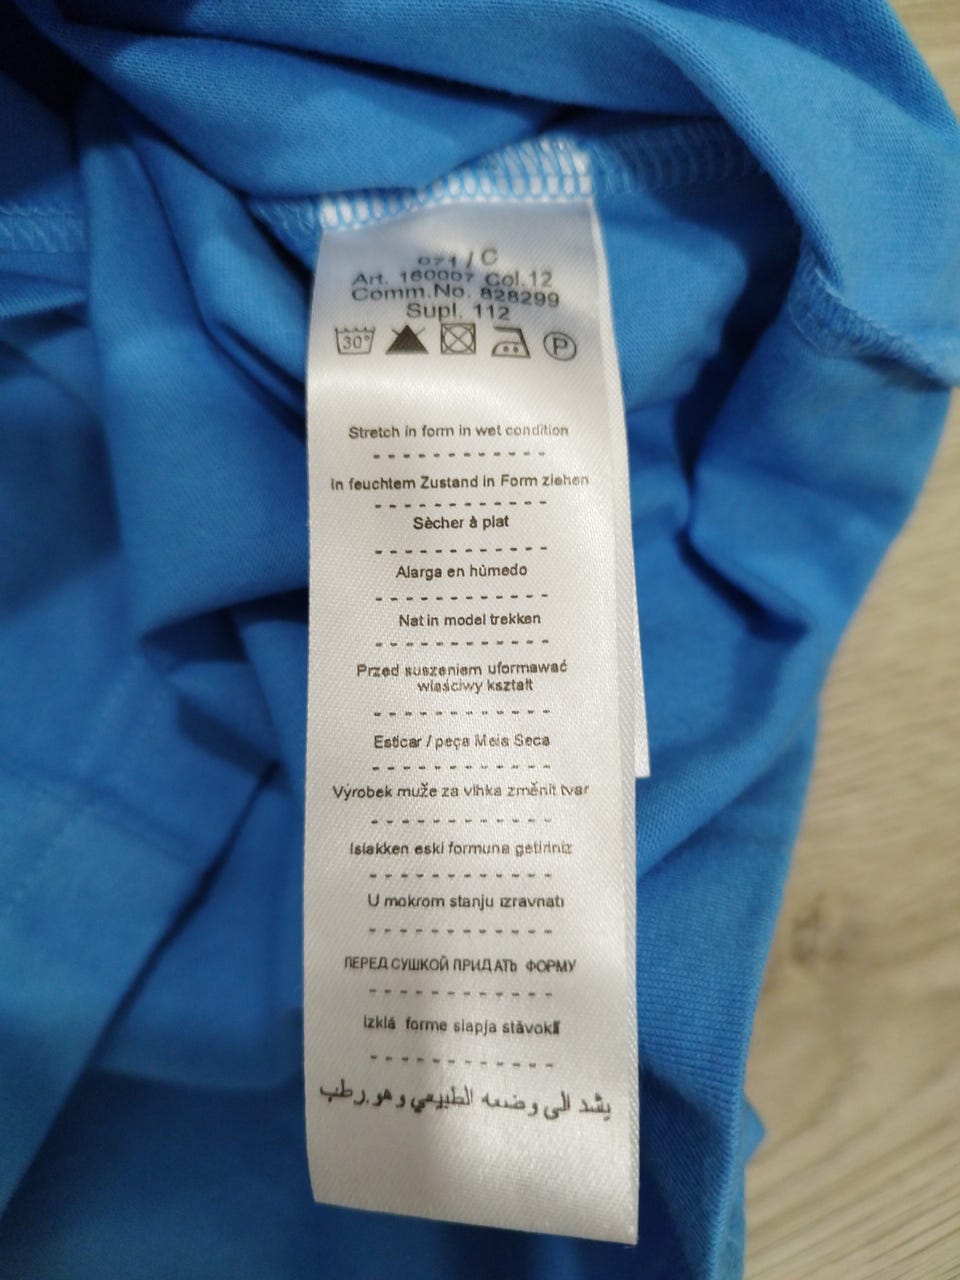 071/C
Art. 160007 Col.12
Comm.No. 828299
Supl. 112
30° P
Stretch in form in wet condition
In feuchtem Zustand in Form ziehen
Sècher à plat
Alarga en hùmedo
Nat in model trekken
Przed suszeniem uformawać
właściwy kształt
Esticar / peça Meia Seca
Výrobek muže za vlhka změnit tvar
Islakken eski formuna getiriniz
U mokrom stanju izravnati
ПЕРЕД СУШКОЙ ПРИДАТЬ ФОРМУ
Izklá forme slapja stāvoklī
يشد الى وضعه الطبيعي وهو رطب